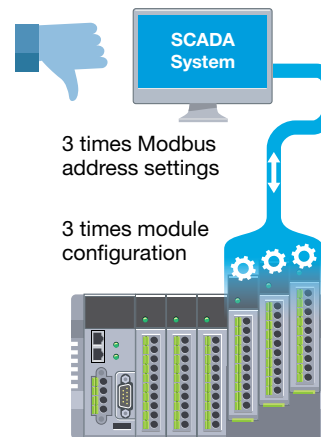 SCADA
System
3 times Modbus
address settings
3 times module
configuration